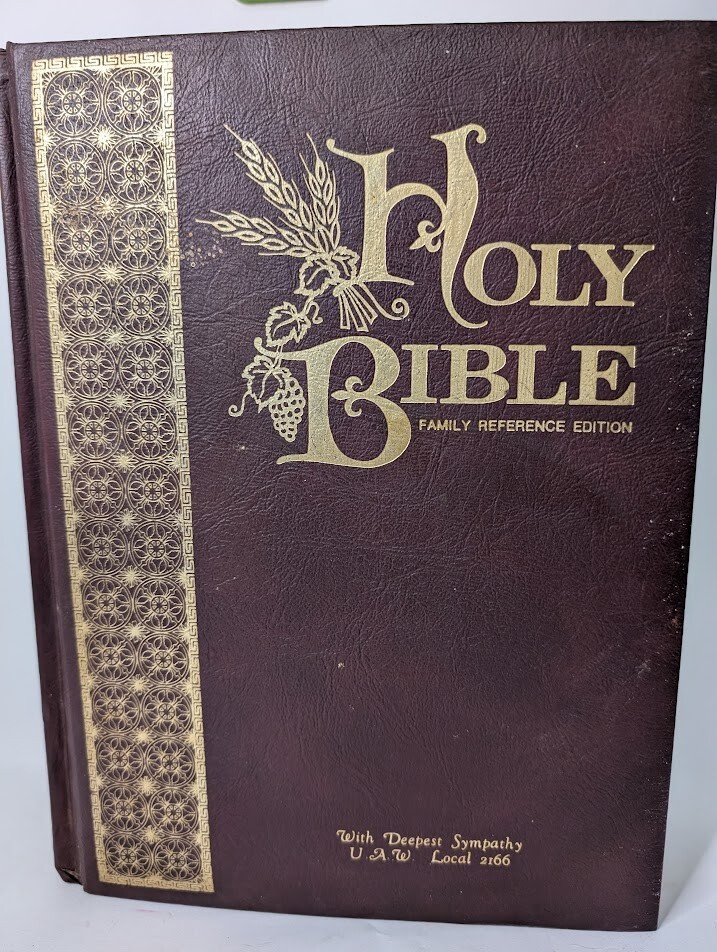 HOLY
BIBLE
FAMILY REFERENCE EDITION
With Deepest Sympathy
U.A.W Local 2166